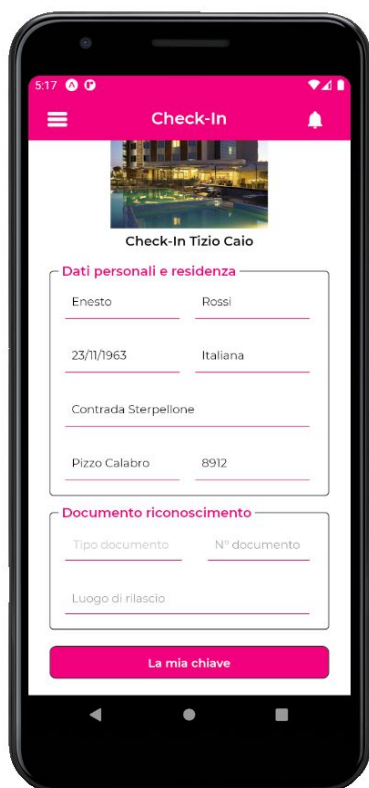 5:17
Check-In
Check-In Tizio Caio
Dati personali e residenza
Enesto Rossi
23/11/1963 Italiana
Contrada Sterpellone
Pizzo Calabro 8912
Documento riconoscimento
Tipo documento N° documento
Luogo di rilascio
La mia chiave